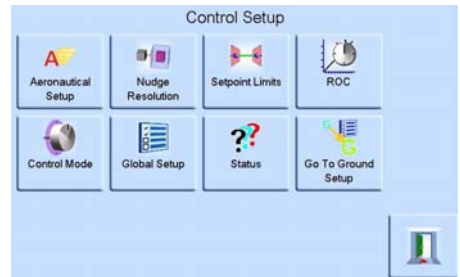 Control Setup
Aeronautical
Setup
Nudge
Resolution
Setpoint Limits
ROC
Control Mode
Global Setup
Status
Go To Ground
Setup